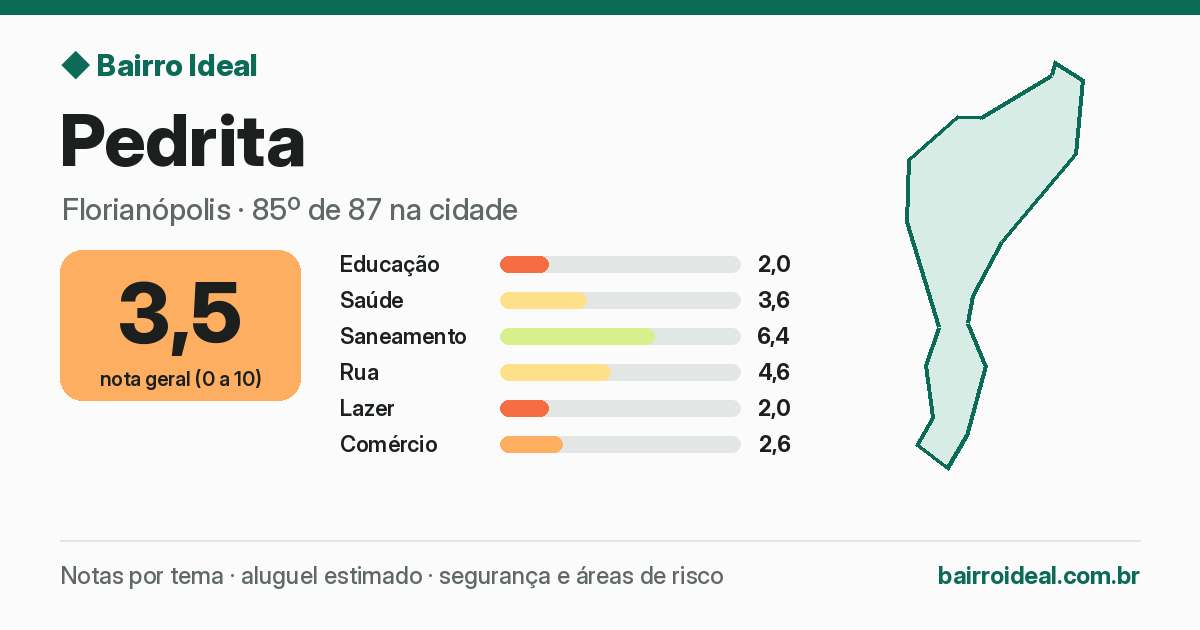 Bairro Ideal
Pedrita
Florianópolis · 85º de 87 na cidade
3,5
nota geral (0 a 10)
Educação 2,0
Saúde 3,6
Saneamento 6,4
Rua 4,6
Lazer 2,0
Comércio 2,6
Notas por tema · aluguel estimado · segurança e áreas de risco
bairroideal.com.br